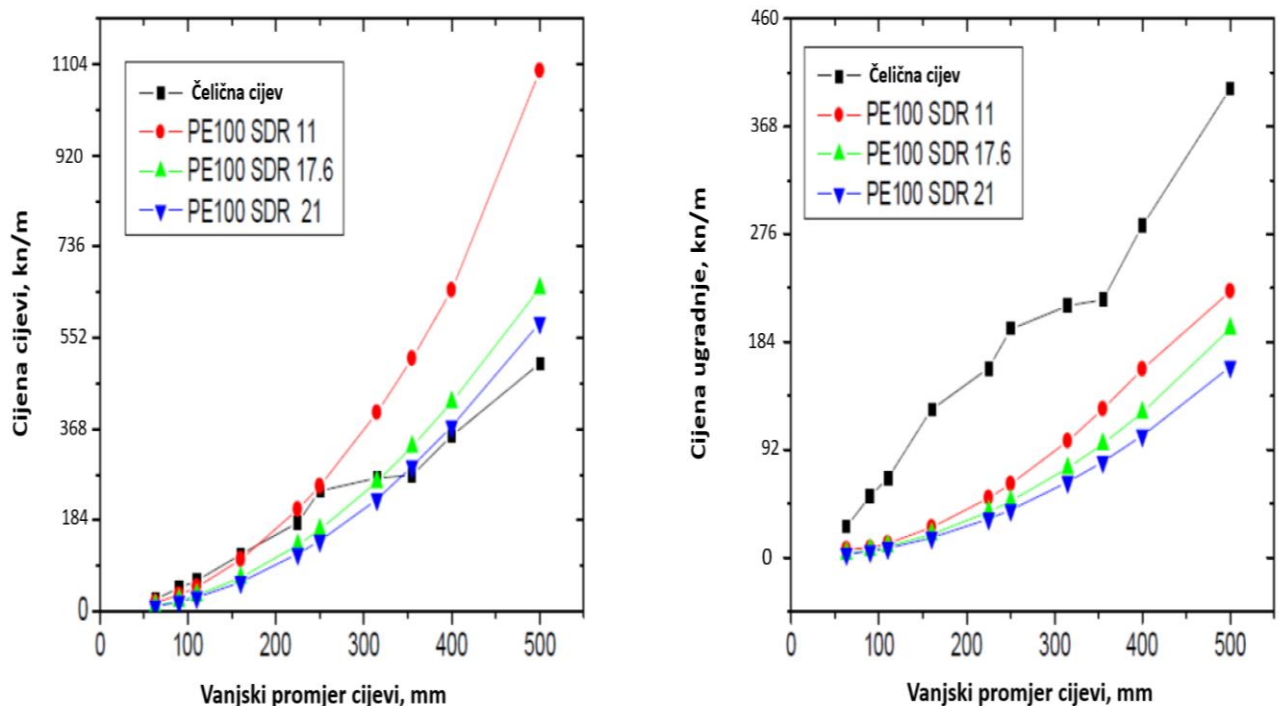 Cijena cijevi, kn/m
1104
920
736
552
368
184
0
Čelična cijev
PE100 SDR 11
PE100 SDR 17.6
PE100 SDR 21
0 100 200 300 400 500
Vanjski promjer cijevi, mm
Cijena ugradnje, kn/m
460
368
276
184
92
0
Čelična cijev
PE100 SDR 11
PE100 SDR 17.6
PE100 SDR 21
0 100 200 300 400 500
Vanjski promjer cijevi, mm